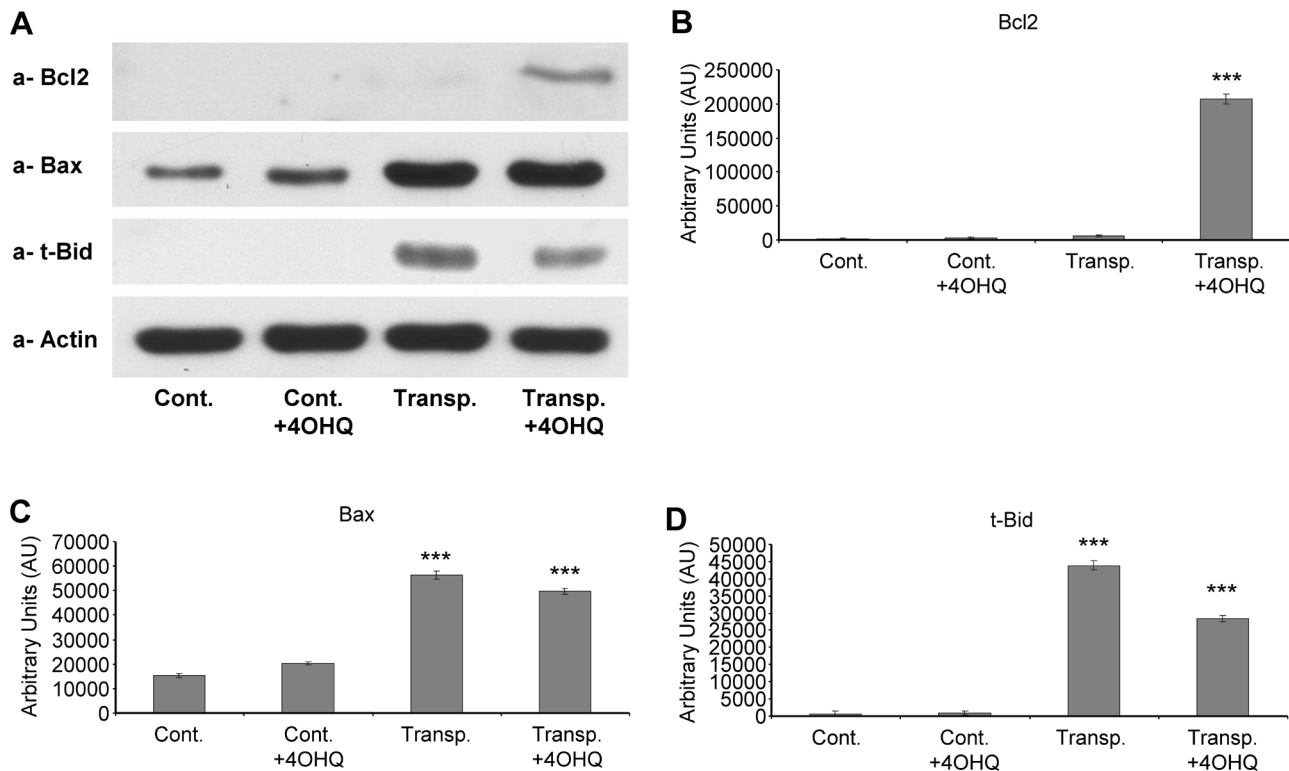 A
a- Bcl2
a- Bax
a- t-Bid
a- Actin
Cont. Cont. Transp. Transp.
+4OHQ +4OHQ
B
Bcl2
Arbitrary Units (AU)
250000
200000
150000
100000
50000
0
***
Cont. Cont. Transp. Transp.
+4OHQ +4OHQ
C
Bax
Arbitrary Units (AU)
70000
60000
50000
40000
30000
20000
10000
0
*** ***
Cont. Cont. Transp. Transp.
+4OHQ +4OHQ
D
t-Bid
Arbitrary Units (AU)
50000
45000
40000
35000
30000
25000
20000
15000
10000
5000
0
***
***
Cont. Cont. Transp. Transp.
+4OHQ +4OHQ